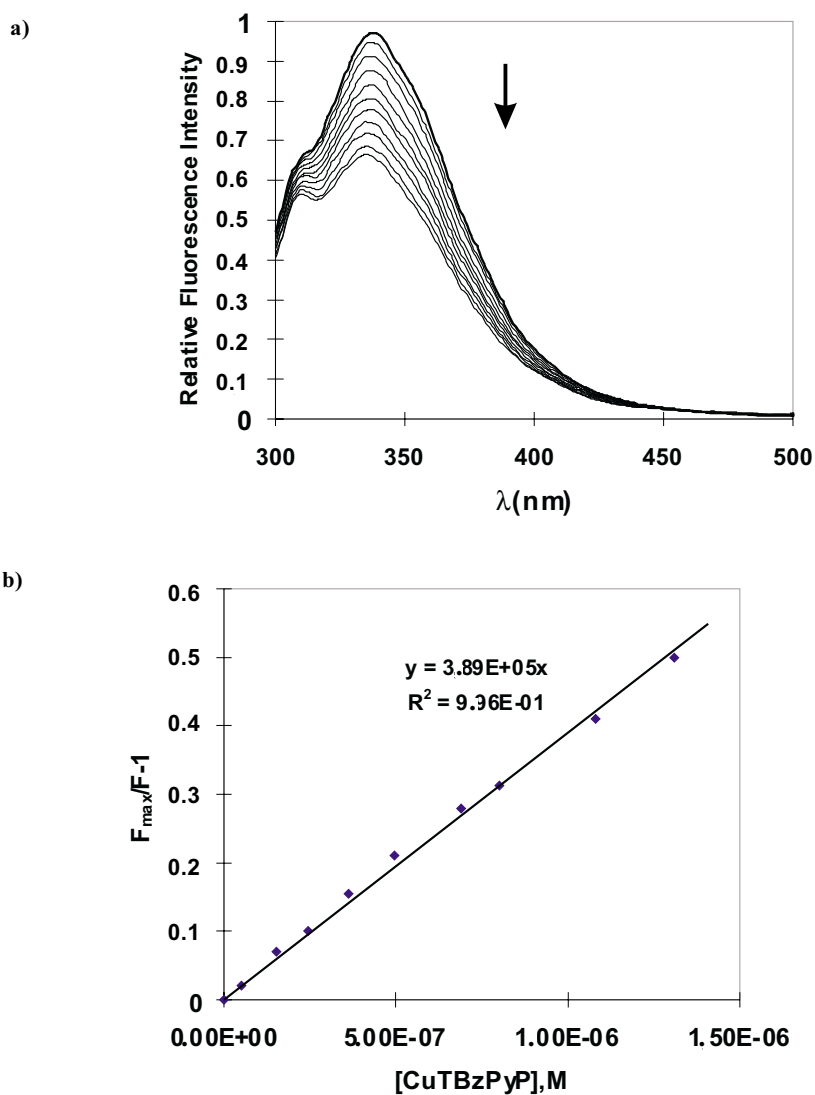 a)
Relative Fluorescence Intensity
1
0.9
0.8
0.7
0.6
0.5
0.4
0.3
0.2
0.1
0
300
350
400
450
500
λ(nm)
b)
F_max/F-1
0.6
0.5
0.4
0.3
0.2
0.1
0
y = 3.89E+05x
R² = 9.96E-01
0.00E+00
5.00E-07
1.00E-06
1.50E-06
[CuTBzPyP],M